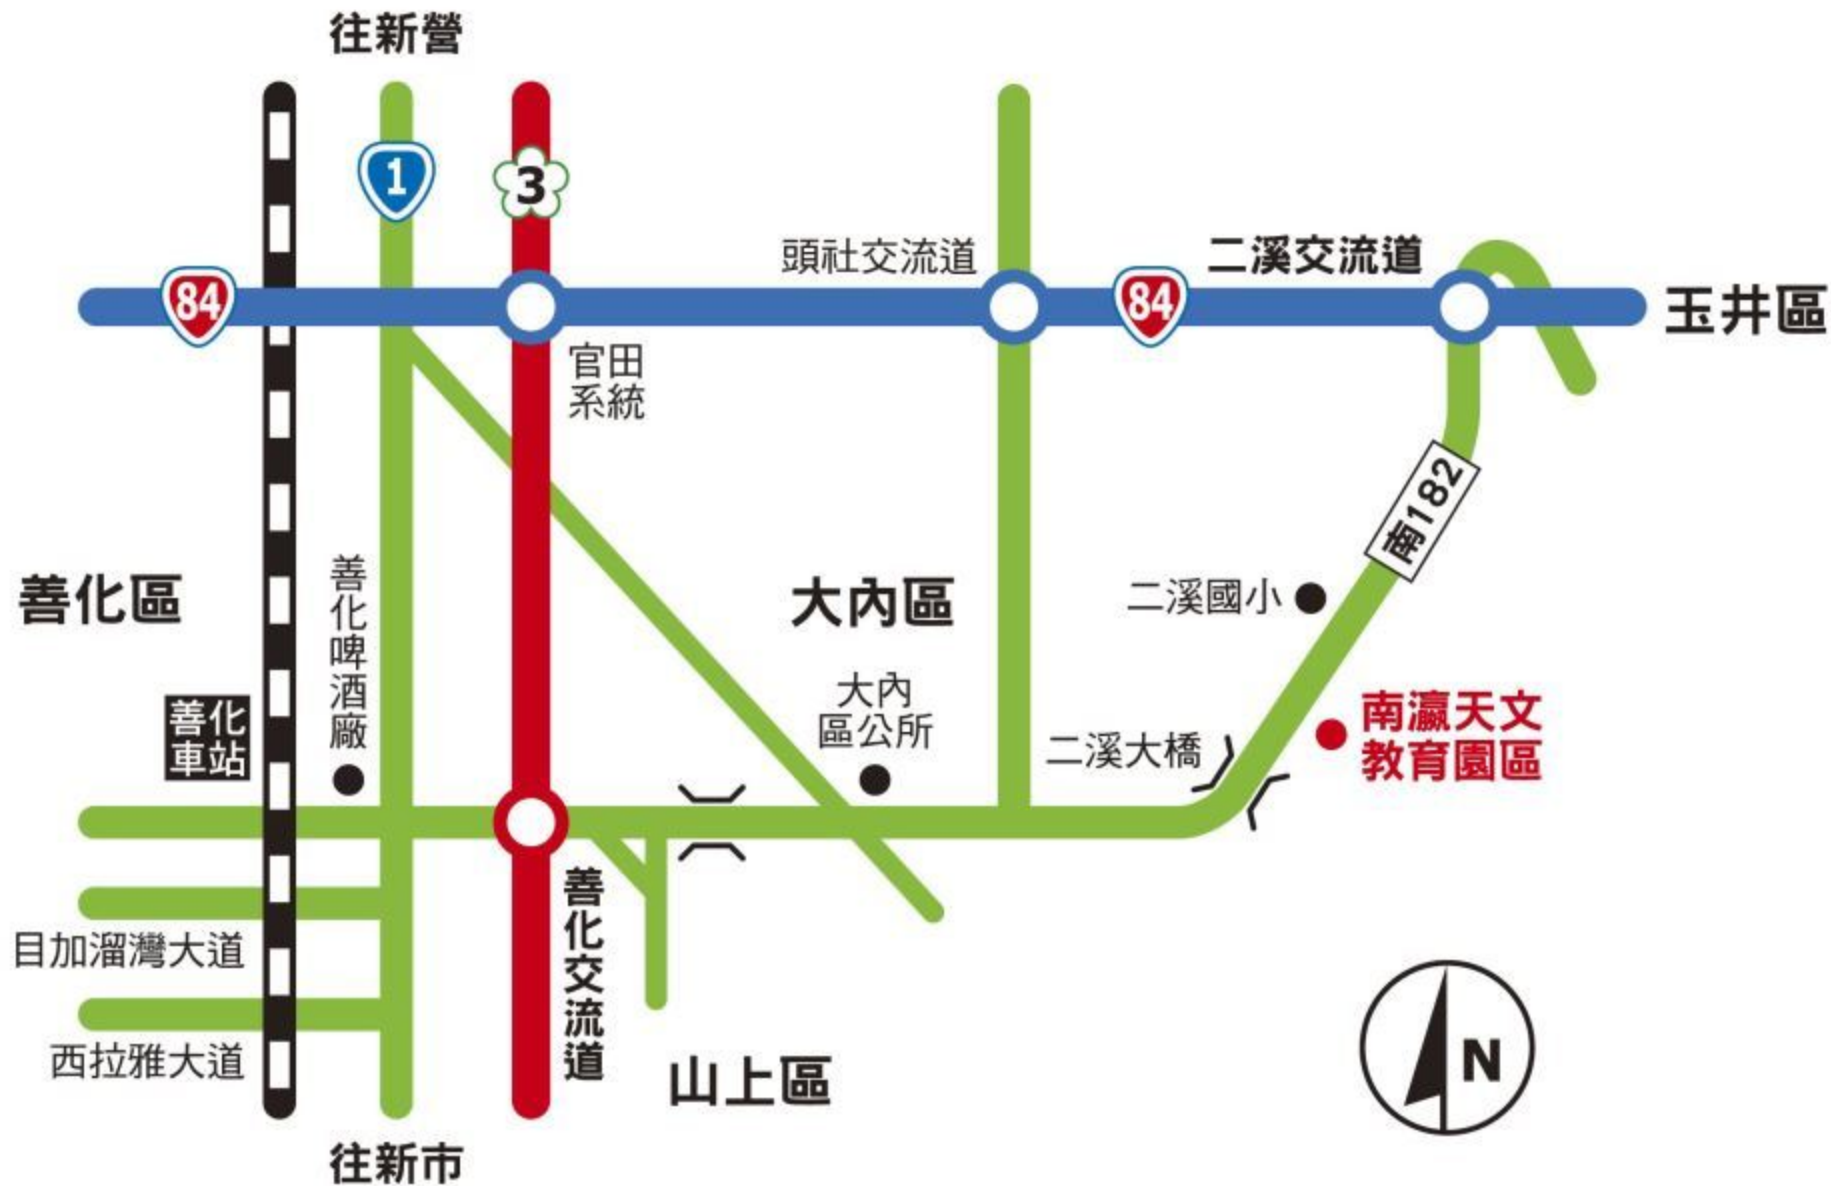 往新營
1
3
頭社交流道
二溪交流道
84
84
玉井區
官田
系統
南182
善化區
善化啤酒廠
大內區
二溪國小
大內
區公所
善化
車站
二溪大橋
南瀛天文
教育園區
目加溜灣大道
善化交流道
西拉雅大道
山上區
N
往新市